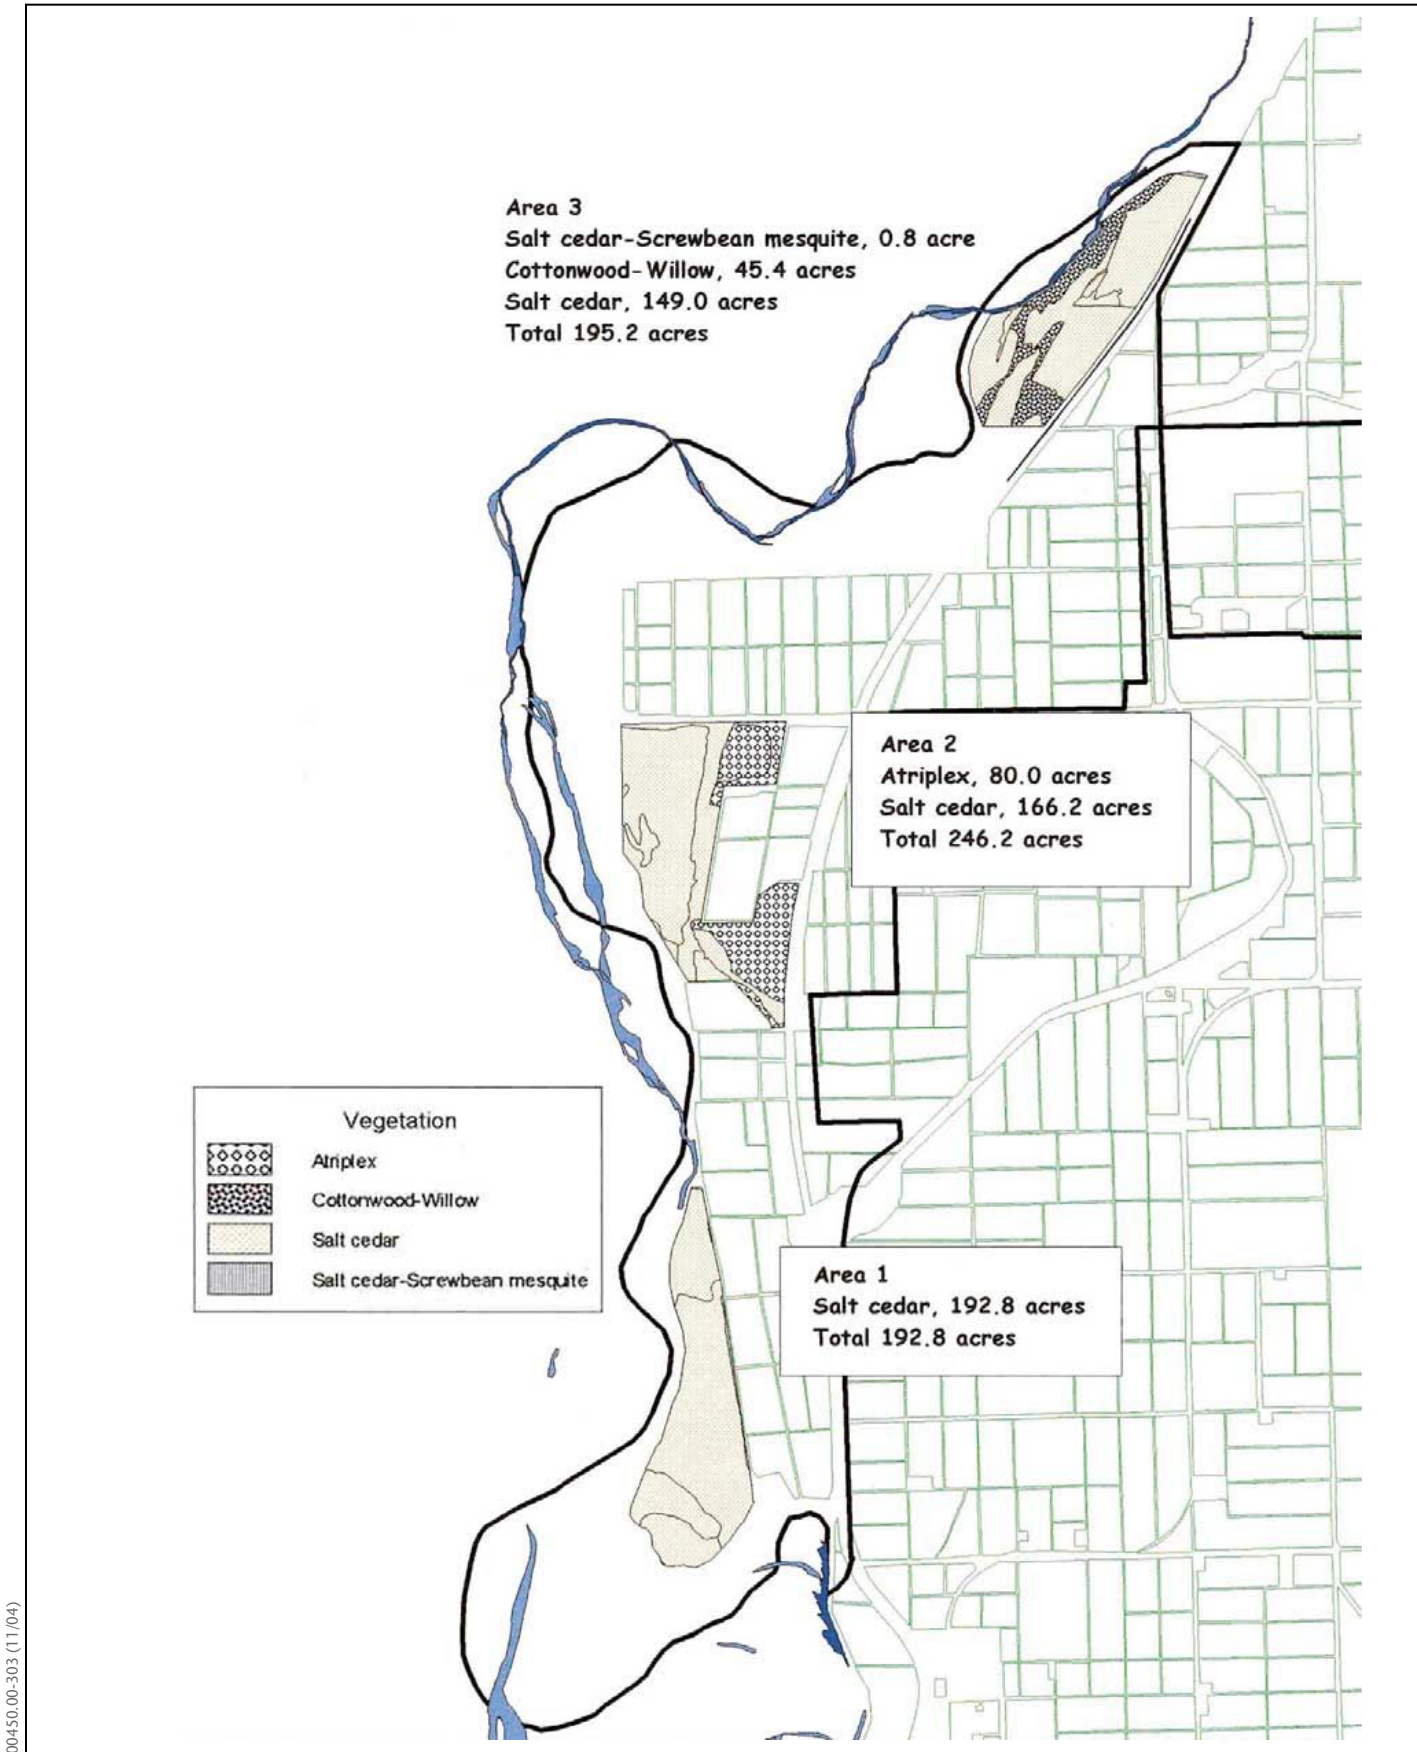 Area 3
Salt cedar-Screwbean mesquite, 0.8 acre
Cottonwood-Willow, 45.4 acres
Salt cedar, 149.0 acres
Total 195.2 acres
Area 2
Atriplex, 80.0 acres
Salt cedar, 166.2 acres
Total 246.2 acres
Vegetation
Atriplex
Cottonwood-Willow
Salt cedar
Salt cedar-Screwbean mesquite
Area 1
Salt cedar, 192.8 acres
Total 192.8 acres
00450.00-303 (11/04)